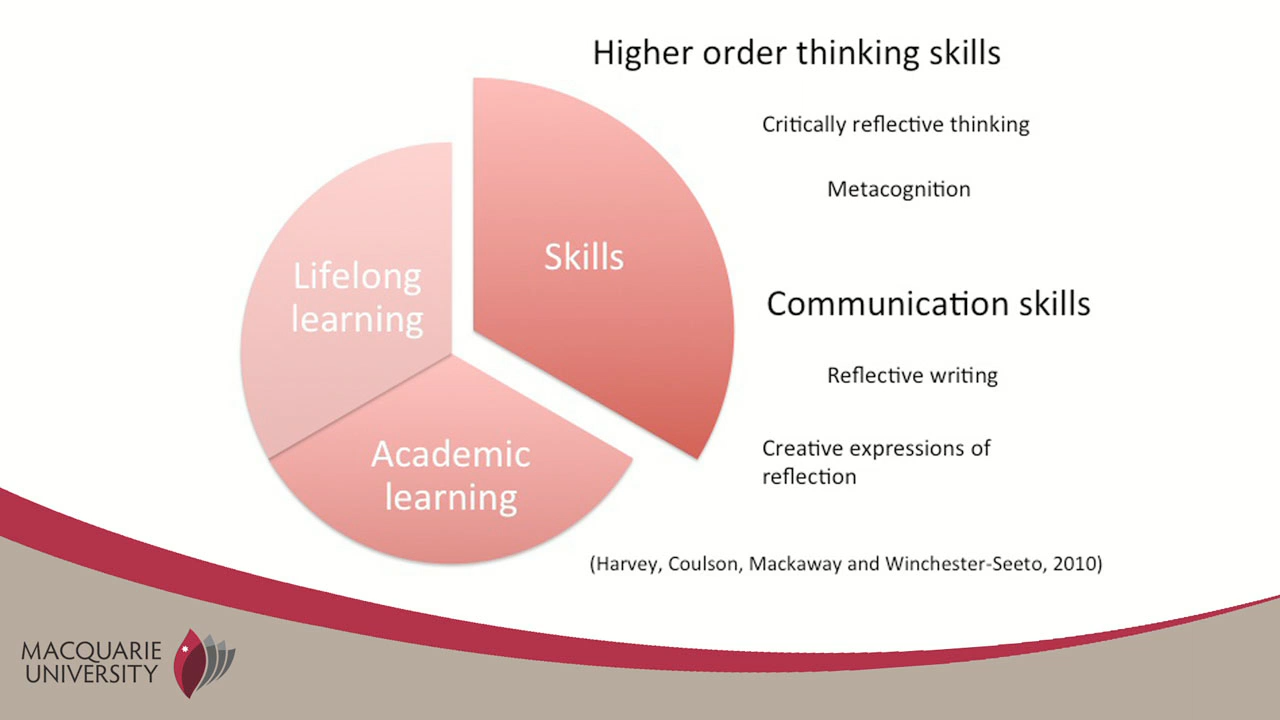 Higher order thinking skills
Critically reflective thinking
Metacognition
Skills
Lifelong
learning
Communication skills
Reflective writing
Academic
learning
Creative expressions of
reflection
(Harvey, Coulson, Mackaway and Winchester-Seeto, 2010)
MACQUARIE
UNIVERSITY